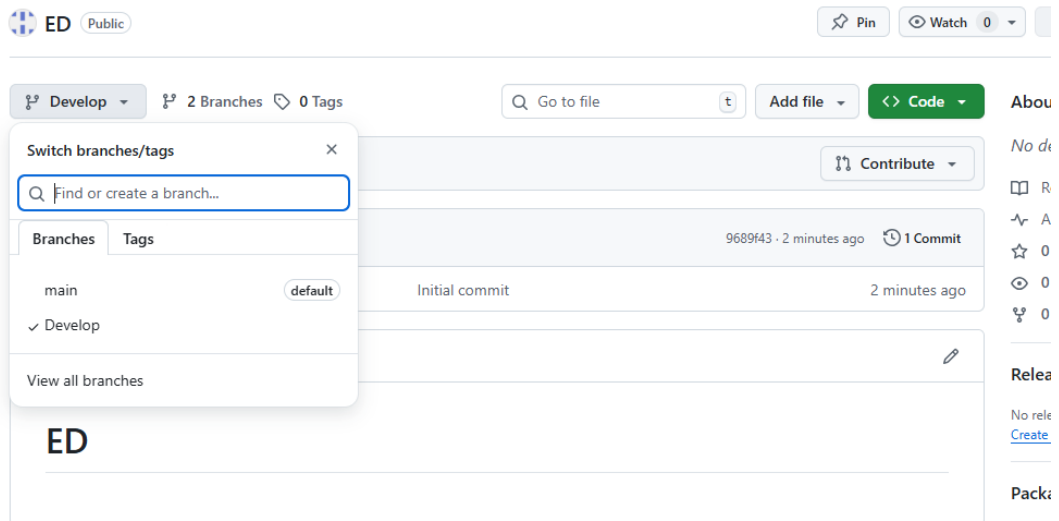 ED Public Pin Watch 0
Develop 2 Branches 0 Tags Go to file t Add file Code
Switch branches/tags
Find or create a branch...
Branches Tags
main default
Develop
View all branches
Contribute
9689f43 · 2 minutes ago 1 Commit
Initial commit 2 minutes ago
ED
Abou
No de
R
A
0
0
0
Relea
No rele
Create
Packa